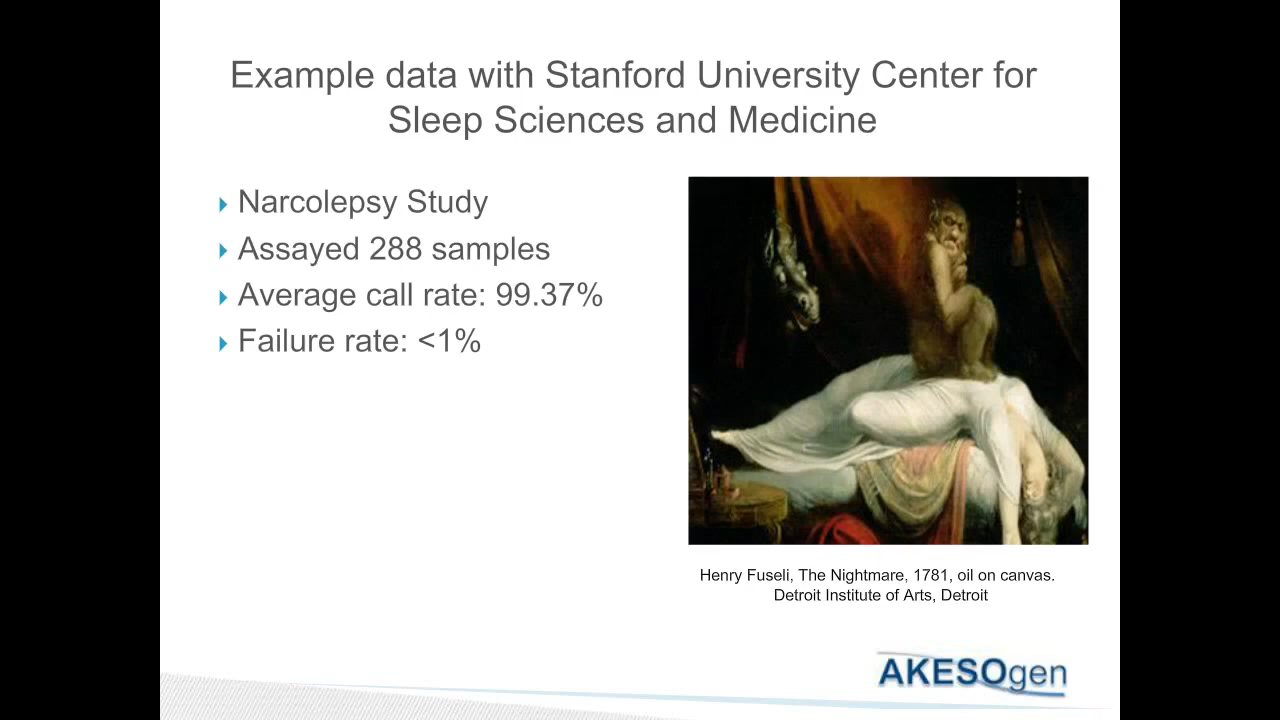 Example data with Stanford University Center for
Sleep Sciences and Medicine
Narcolepsy Study
Assayed 288 samples
Average call rate: 99.37%
Failure rate: <1%
Henry Fuseli, The Nightmare, 1781, oil on canvas.
Detroit Institute of Arts, Detroit
AKESOgen